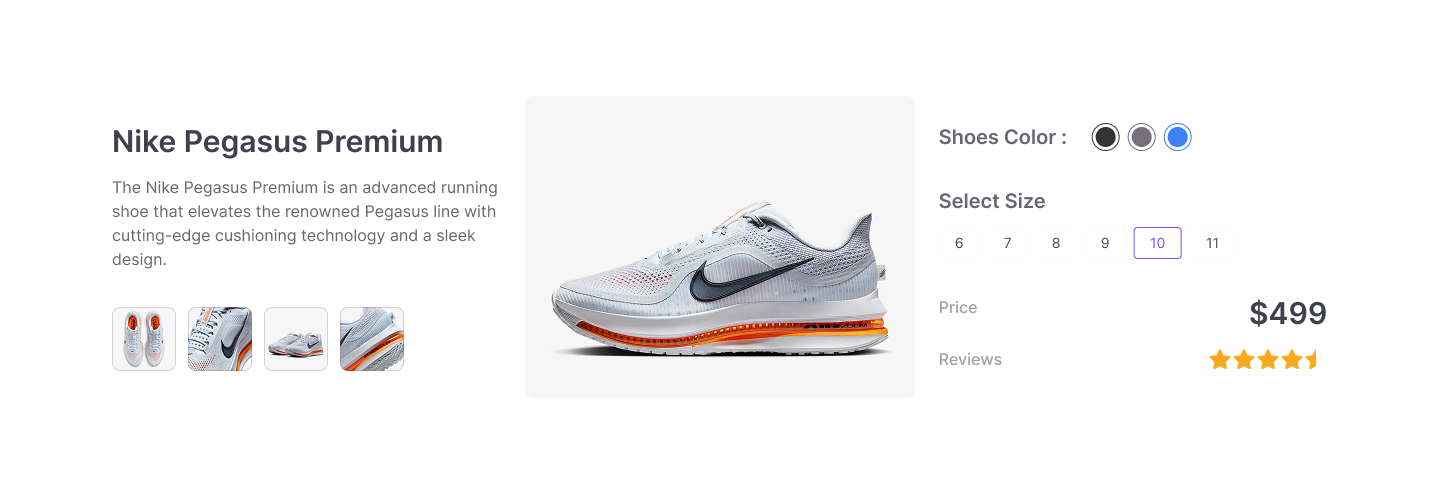 Nike Pegasus Premium
The Nike Pegasus Premium is an advanced running
shoe that elevates the renowned Pegasus line with
cutting-edge cushioning technology and a sleek
design.
Shoes Color :
Select Size
6 7 8 9 10 11
Price $499
Reviews